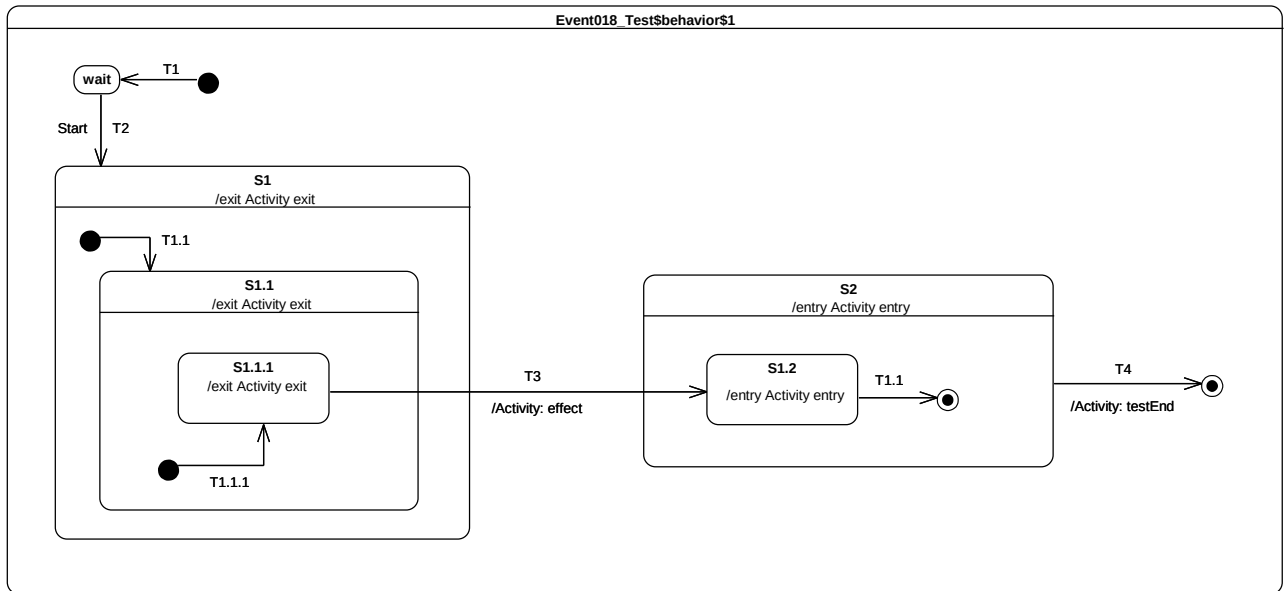 Event018_Test$behavior$1
wait
T1
Start
T2
S1
/exit Activity exit
T1.1
S1.1
/exit Activity exit
S1.1.1
/exit Activity exit
T1.1.1
T3
/Activity: effect
S2
/entry Activity entry
S1.2
/entry Activity entry
T1.1
T4
/Activity: testEnd